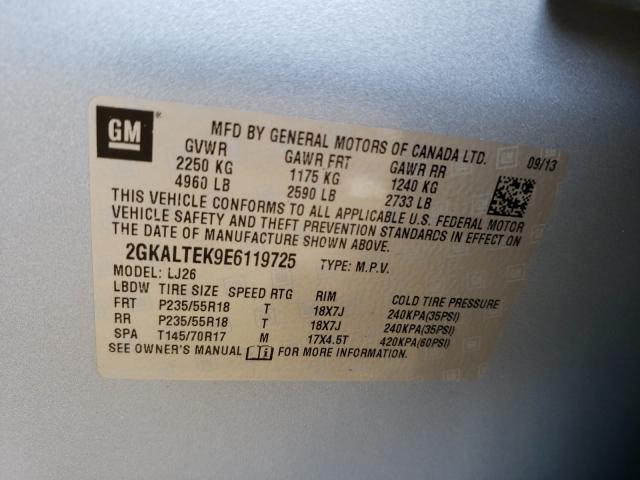 GM
MFD BY GENERAL MOTORS OF CANADA LTD. 09/13
GVWR GAWR FRT GAWR RR
2250 KG 1175 KG 1240 KG
4960 LB 2590 LB 2733 LB
THIS VEHICLE CONFORMS TO ALL APPLICABLE U.S. FEDERAL MOTOR
VEHICLE SAFETY AND THEFT PREVENTION STANDARDS IN EFFECT ON
THE DATE OF MANUFACTURE SHOWN ABOVE.
2GKALTEK9E6119725 TYPE: M.P.V.
MODEL: LJ26
LBDW TIRE SIZE SPEED RTG RIM COLD TIRE PRESSURE
FRT P235/55R18 T 18X7J 240KPA(35PSI)
RR P235/55R18 T 18X7J 240KPA(35PSI)
SPA T145/70R17 M 17X4.5T 420KPA(60PSI)
SEE OWNER'S MANUAL FOR MORE INFORMATION.